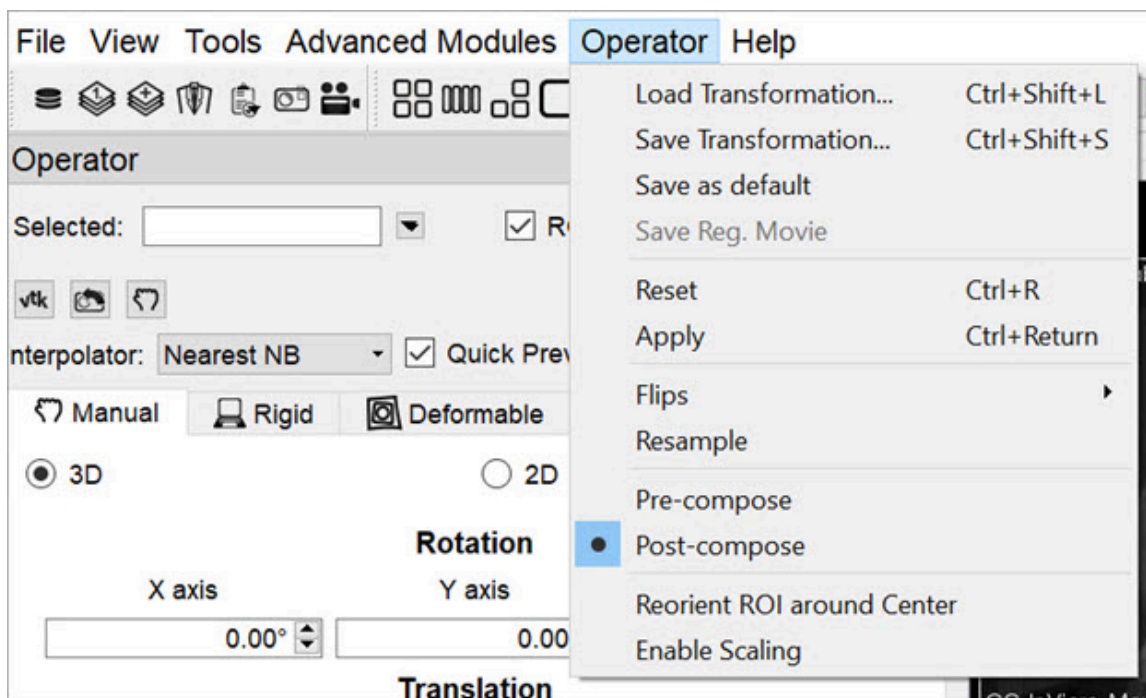 File View Tools Advanced Modules Operator Help
Load Transformation... Ctrl+Shift+L
Save Transformation... Ctrl+Shift+S
Save as default
Save Reg. Movie
Reset Ctrl+R
Apply Ctrl+Return
Flips
Resample
Pre-compose
Post-compose
Reorient ROI around Center
Enable Scaling
Operator
Selected:
vtk
nterpolator: Nearest NB Quick Prev
Manual Rigid Deformable
3D 2D
Rotation
X axis Y axis
0.00° 0.00
Translation